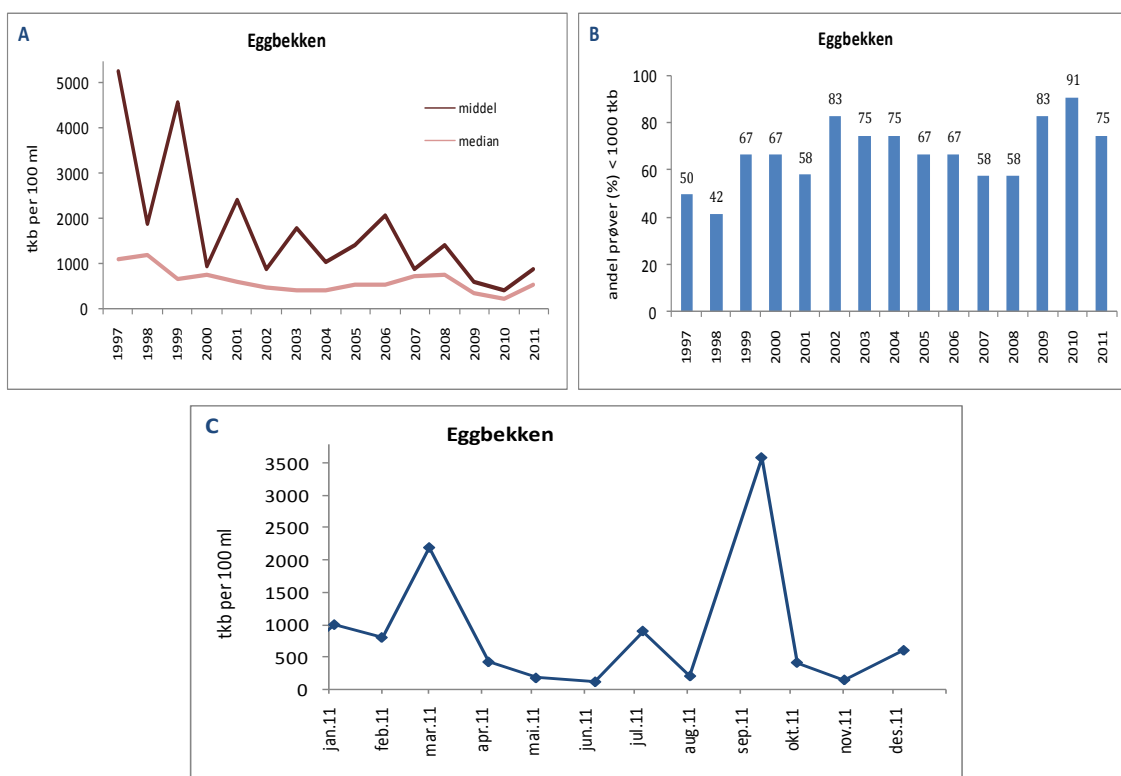 A
Eggbekken
tkb per 100 ml
5000
4000
3000
2000
1000
0
middel
median
1997 1998 1999 2000 2001 2002 2003 2004 2005 2006 2007 2008 2009 2010 2011
B
Eggbekken
andel prøver (%) < 1000 tkb
100
80
60
40
20
0
50 42 67 67 58 83 75 75 67 67 58 58 83 91 75
1997 1998 1999 2000 2001 2002 2003 2004 2005 2006 2007 2008 2009 2010 2011
C
Eggbekken
tkb per 100 ml
3500
3000
2500
2000
1500
1000
500
0
jan.11 feb.11 mar.11 apr.11 mai.11 jun.11 jul.11 aug.11 sep.11 okt.11 nov.11 des.11